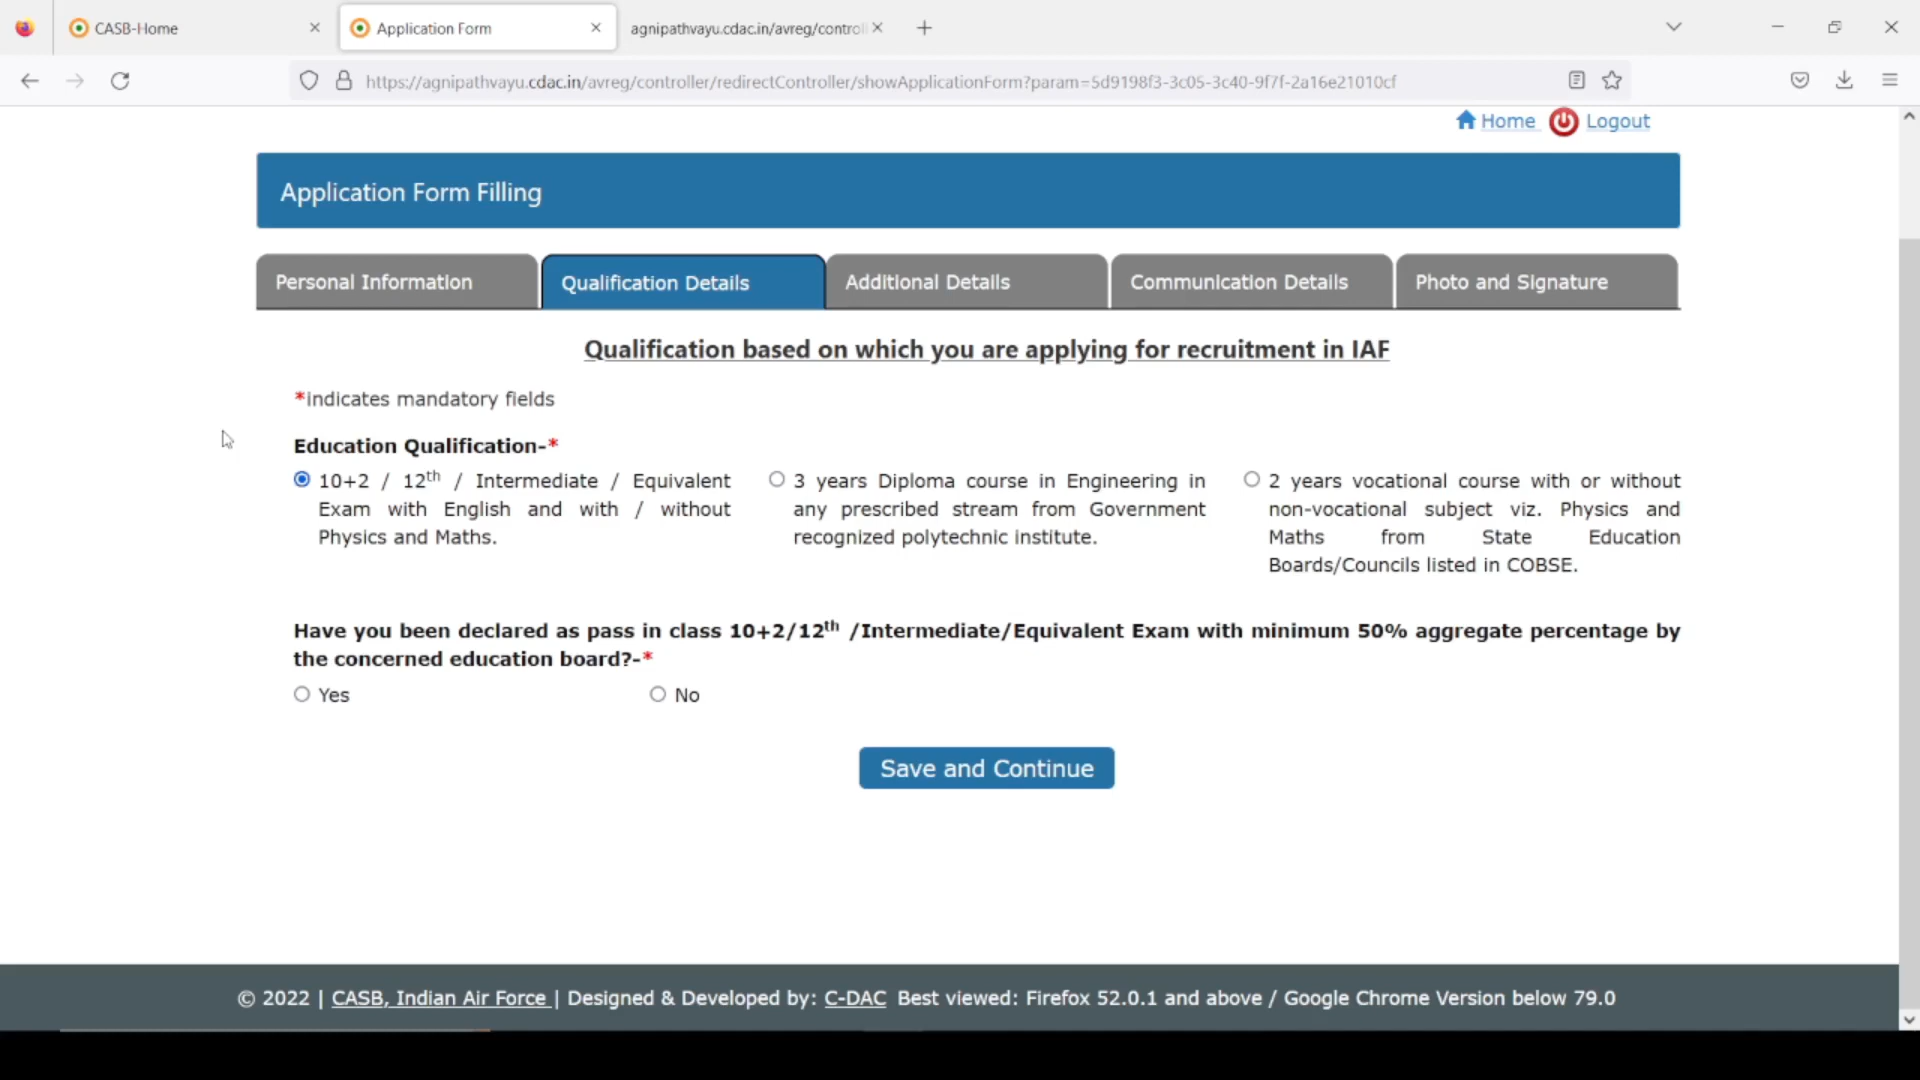 CASB-Home
Application Form
agnipathvayu.cdac.in/avreg/control
https://agnipathvayu.cdac.in/avreg/controller/redirectController/showApplicationForm?param=5d9198f3-3c05-3c40-9f7f-2a16e21010cf
Home Logout
Application Form Filling
Personal Information
Qualification Details
Additional Details
Communication Details
Photo and Signature
Qualification based on which you are applying for recruitment in IAF
*indicates mandatory fields
Education Qualification-*
10+2 / 12th / Intermediate / Equivalent
Exam with English and with / without
Physics and Maths.
3 years Diploma course in Engineering in
any prescribed stream from Government
recognized polytechnic institute.
2 years vocational course with or without
non-vocational subject viz. Physics and
Maths from State Education
Boards/Councils listed in COBSE.
Have you been declared as pass in class 10+2/12th /Intermediate/Equivalent Exam with minimum 50% aggregate percentage by
the concerned education board?-*
Yes
No
Save and Continue
© 2022 | CASB, Indian Air Force | Designed & Developed by: C-DAC Best viewed: Firefox 52.0.1 and above / Google Chrome Version below 79.0